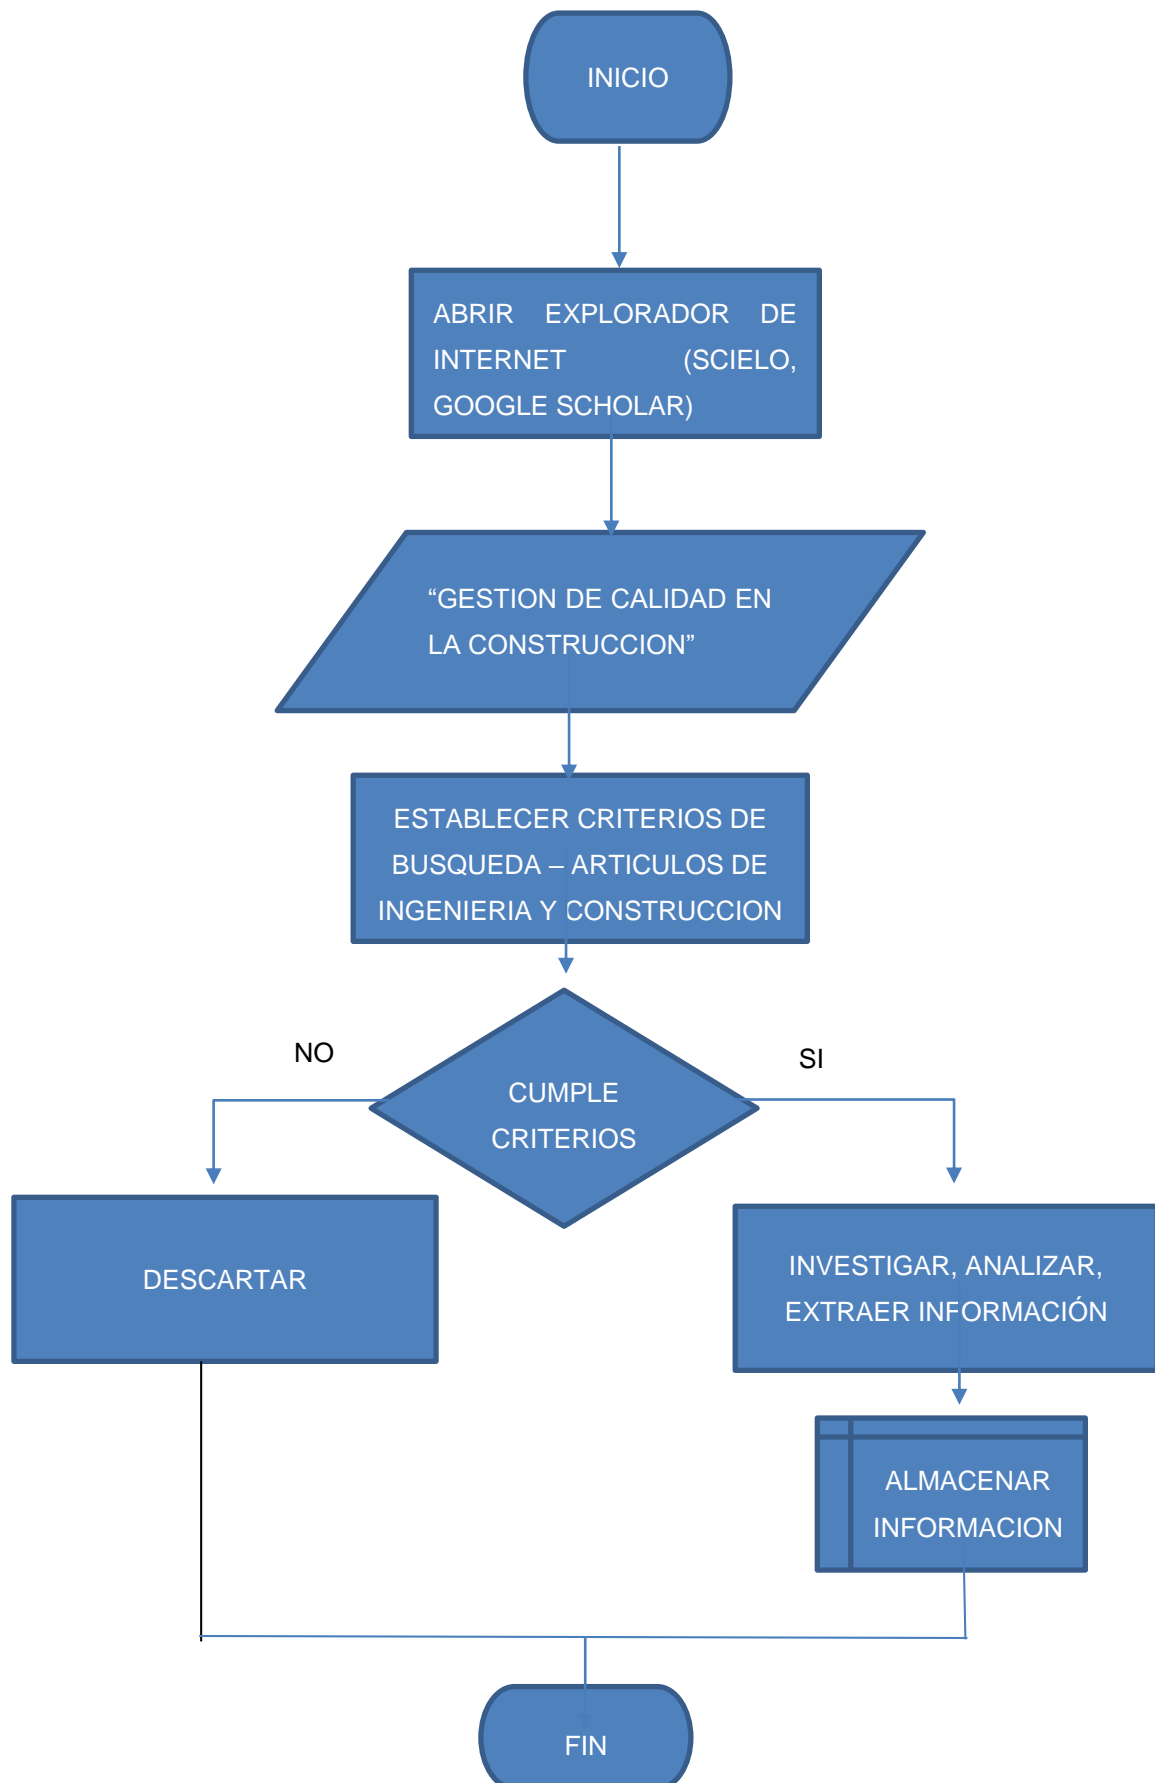 INICIO
ABRIR EXPLORADOR DE
INTERNET (SCIELO,
GOOGLE SCHOLAR)
“GESTION DE CALIDAD EN
LA CONSTRUCCION”
ESTABLECER CRITERIOS DE
BUSQUEDA – ARTICULOS DE
INGENIERIA Y CONSTRUCCION
NO
SI
CUMPLE
CRITERIOS
DESCARTAR
INVESTIGAR, ANALIZAR,
EXTRAER INFORMACIÓN
ALMACENAR
INFORMACION
FIN